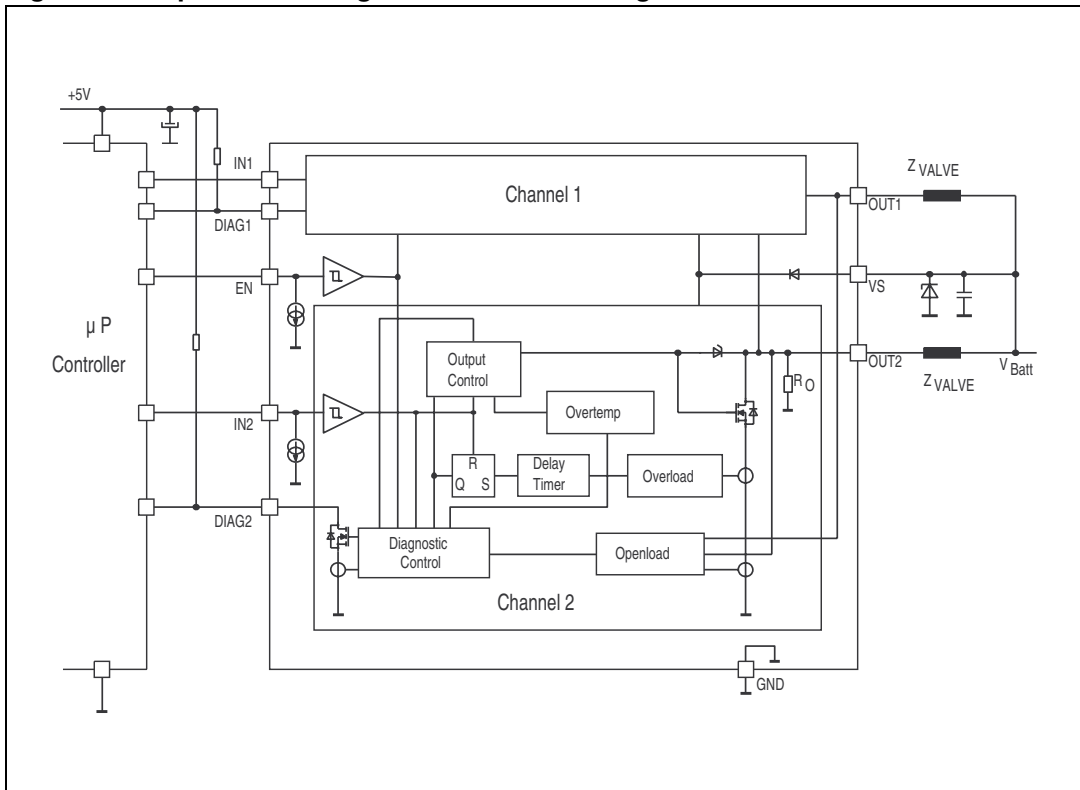 +5V
IN1
Z VALVE
Channel 1
OUT1
DIAG1
EN
VS
µ P
Controller
Output
Control
OUT2
V Batt
R O
Z VALVE
Overtemp
IN2
R
Q S
Delay
Timer
Overload
DIAG2
Diagnostic
Control
Openload
Channel 2
GND